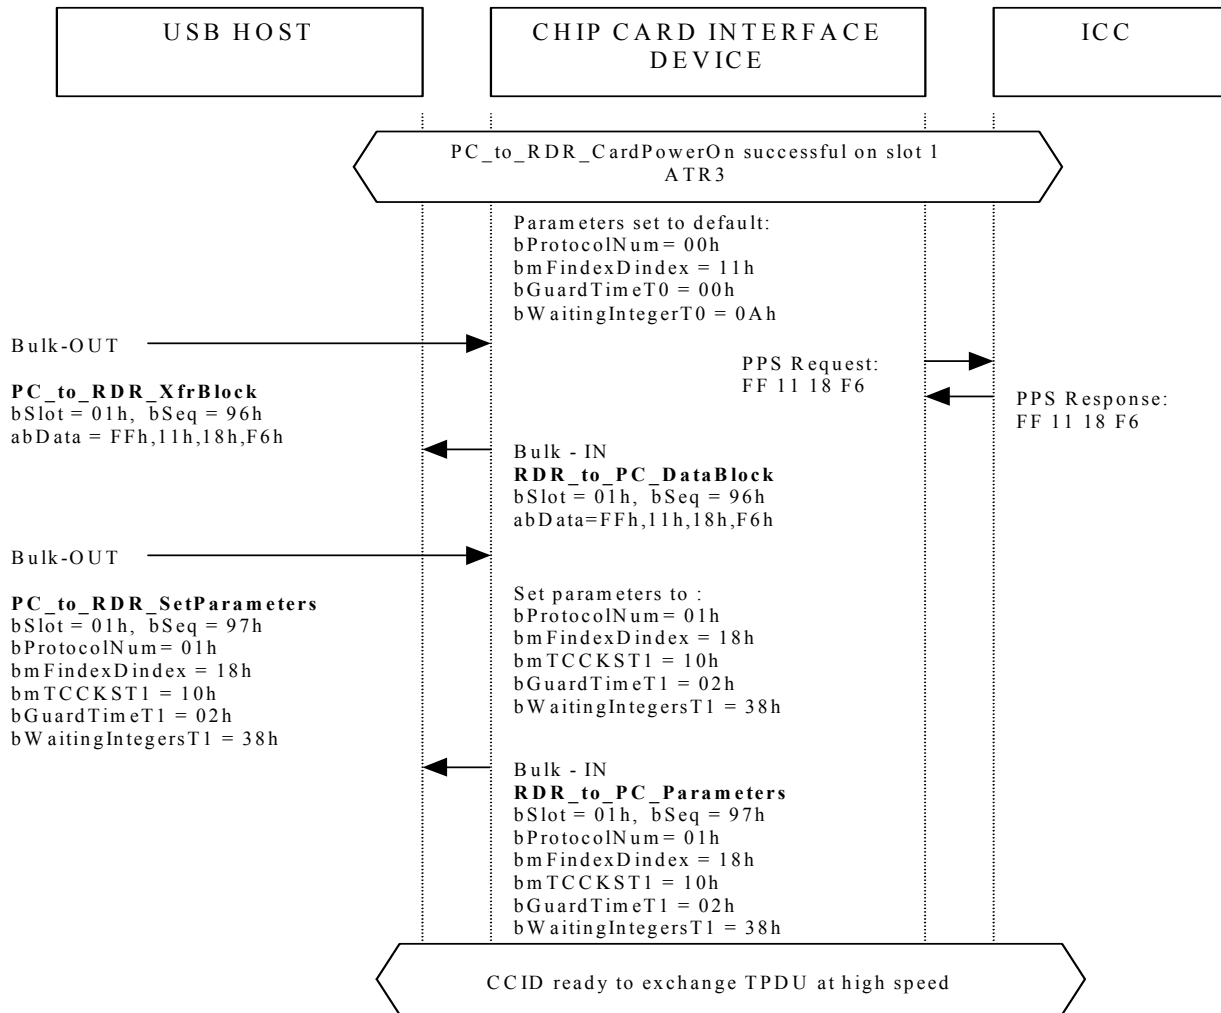 USB HOST
CHIP CARD INTERFACE
DEVICE
ICC
PC_to_RDR_CardPowerOn successful on slot 1
ATR3
Parameters set to default:
bProtocolNum= 00h
bmFindexDindex = 11h
bGuardTimeT0 = 00h
bWaitingIntegerT0 = 0Ah
Bulk-OUT
PC_to_RDR_XfrBlock
bSlot = 01h, bSeq = 96h
abData = FFh,11h,18h,F6h
PPS Request:
FF 11 18 F6
PPS Response:
FF 11 18 F6
Bulk - IN
RDR_to_PC_DataBlock
bSlot = 01h, bSeq = 96h
abData=FFh,11h,18h,F6h
Bulk-OUT
PC_to_RDR_SetParameters
bSlot = 01h, bSeq = 97h
bProtocolNum= 01h
bmFindexDindex = 18h
bmTCCKST1 = 10h
bGuardTimeT1 = 02h
bWaitingIntegersT1 = 38h
Set parameters to :
bProtocolNum= 01h
bmFindexDindex = 18h
bmTCCKST1 = 10h
bGuardTimeT1 = 02h
bWaitingIntegersT1 = 38h
Bulk - IN
RDR_to_PC_Parameters
bSlot = 01h, bSeq = 97h
bProtocolNum= 01h
bmFindexDindex = 18h
bmTCCKST1 = 10h
bGuardTimeT1 = 02h
bWaitingIntegersT1 = 38h
CCID ready to exchange TPDU at high speed